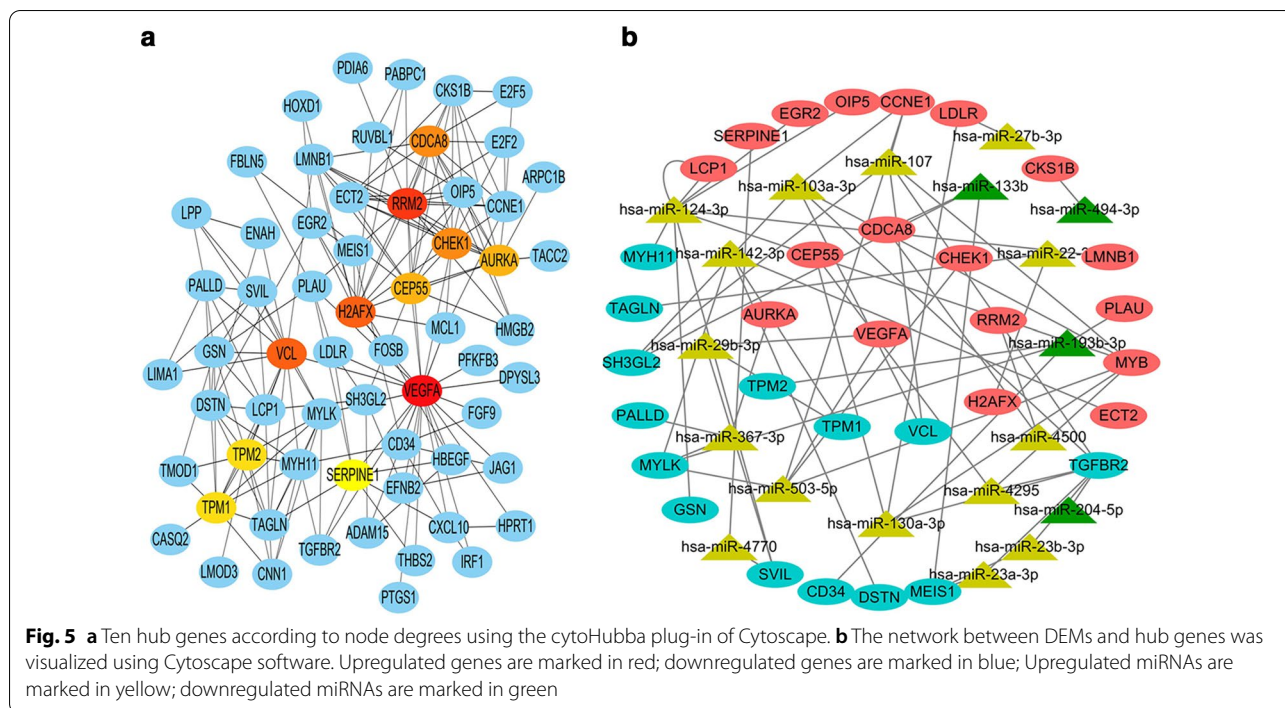 a
b
PDIA6
PABPC1
CKS1B
E2F5
HOXD1
RUVBL1
CDCA8
E2F2
FBLN5
LMNB1
ARPC1B
ECT2
OIP5
RRM2
CCNE1
LPP
EGR2
ENAH
MEIS1
CHEK1
AURKA
TACC2
PALLD
SVIL
PLAU
CEP55
H2AFX
MCL1
HMGB2
GSN
VCL
LDLR
FOSB
PFKFB3
LIMA1
DPYSL3
VEGFA
DSTN
LCP1
MYLK
SH3GL2
FGF9
CD34
TPM2
MYH11
HBEGF
JAG1
TMOD1
SERPINE1
EFNB2
TPM1
TAGLN
CXCL10
HPRT1
CASQ2
TGFBR2
ADAM15
THBS2
IRF1
LMOD3
CNN1
PTGS1
OIP5
CCNE1
EGR2
LDLR
SERPINE1
hsa-miR-27b-3p
LCP1
hsa-miR-107
CKS1B
hsa-miR-103a-3p
hsa-miR-133b
hsa-miR-124-3p
hsa-miR-494-3p
CDCA8
MYH11
hsa-miR-142-3p
CEP55
CHEK1
hsa-miR-22-3
LMNB1
TAGLN
AURKA
RRM2
PLAU
VEGFA
SH3GL2
hsa-miR-29b-3p
hsa-miR-193b-3p
MYB
TPM2
H2AFX
PALLD
TPM1
VCL
ECT2
hsa-miR-367-3p
hsa-miR-4500
MYLK
TGFBR2
hsa-miR-503-5p
hsa-miR-4295
GSN
hsa-miR-204-5p
hsa-miR-130a-3p
hsa-miR-4770
hsa-miR-23b-3p
SVIL
hsa-miR-23a-3p
CD34
DSTN
MEIS1
Fig. 5 a Ten hub genes according to node degrees using the cytoHubba plug-in of Cytoscape. b The network between DEMs and hub genes was
visualized using Cytoscape software. Upregulated genes are marked in red; downregulated genes are marked in blue; Upregulated miRNAs are
marked in yellow; downregulated miRNAs are marked in green